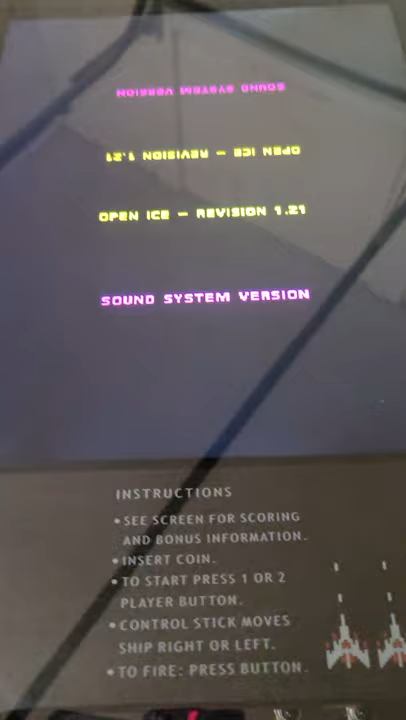 SOUND SYSTEM VERSION
OPEN ICE - REVISION 1.21
OPEN ICE - REVISION 1.21
SOUND SYSTEM VERSION
INSTRUCTIONS
• SEE SCREEN FOR SCORING
AND BONUS INFORMATION.
• INSERT COIN.
• TO START PRESS 1 OR 2
PLAYER BUTTON.
• CONTROL STICK MOVES
SHIP RIGHT OR LEFT.
• TO FIRE: PRESS BUTTON.